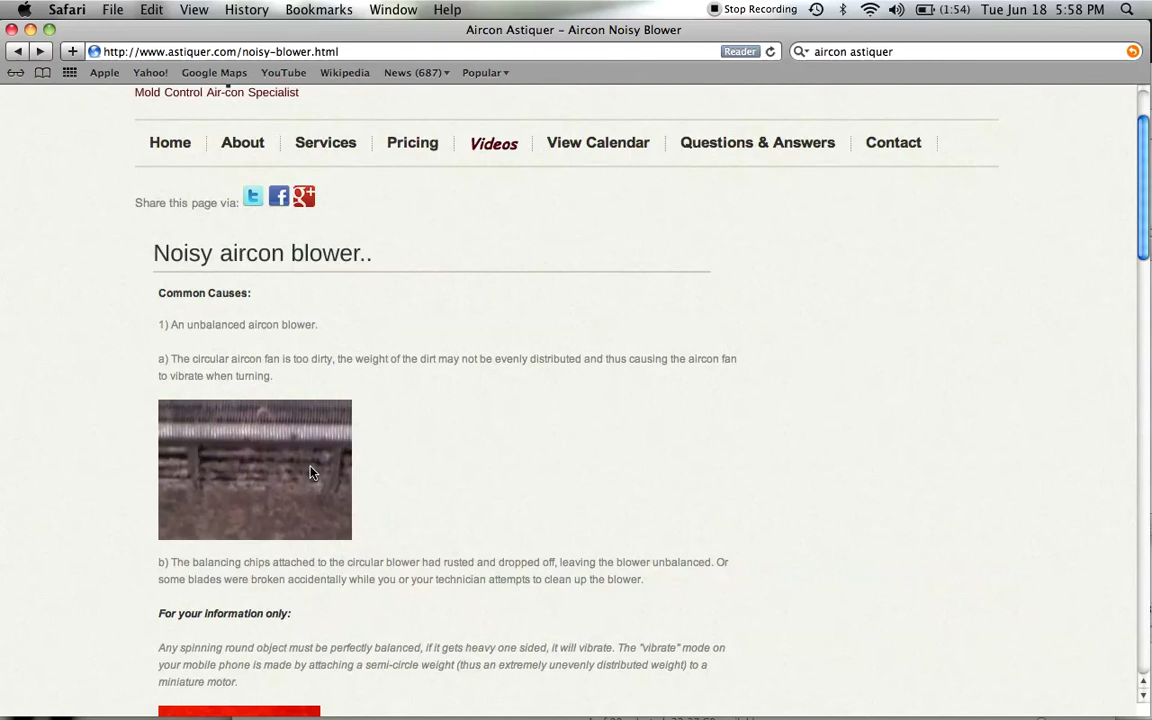 Safari File Edit View History Bookmarks Window Help Stop Recording (1:54) Tue Jun 18 5:58 PM
Aircon Astiquer – Aircon Noisy Blower
http://www.astiquer.com/noisy-blower.html Reader aircon astiquer
Apple Yahoo! Google Maps YouTube Wikipedia News (687) Popular
Mold Control Air-con Specialist
Home About Services Pricing Videos View Calendar Questions & Answers Contact
Share this page via: t f g+
Noisy aircon blower..
Common Causes:
1) An unbalanced aircon blower.
a) The circular aircon fan is too dirty, the weight of the dirt may not be evenly distributed and thus causing the aircon fan
to vibrate when turning.
b) The balancing chips attached to the circular blower had rusted and dropped off, leaving the blower unbalanced. Or
some blades were broken accidentally while you or your technician attempts to clean up the blower.
For your information only:
Any spinning round object must be perfectly balanced, if it gets heavy one sided, it will vibrate. The "vibrate" mode on
your mobile phone is made by attaching a semi-circle weight (thus an extremely unevenly distributed weight) to a
miniature motor.